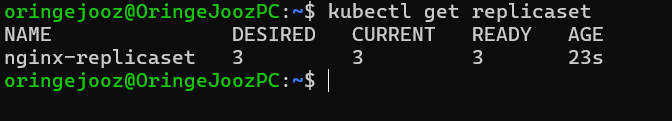 oringejooz@OringeJoozPC:~$ kubectl get replicaset
NAME DESIRED CURRENT READY AGE
nginx-replicaset 3 3 3 23s
oringejooz@OringeJoozPC:~$